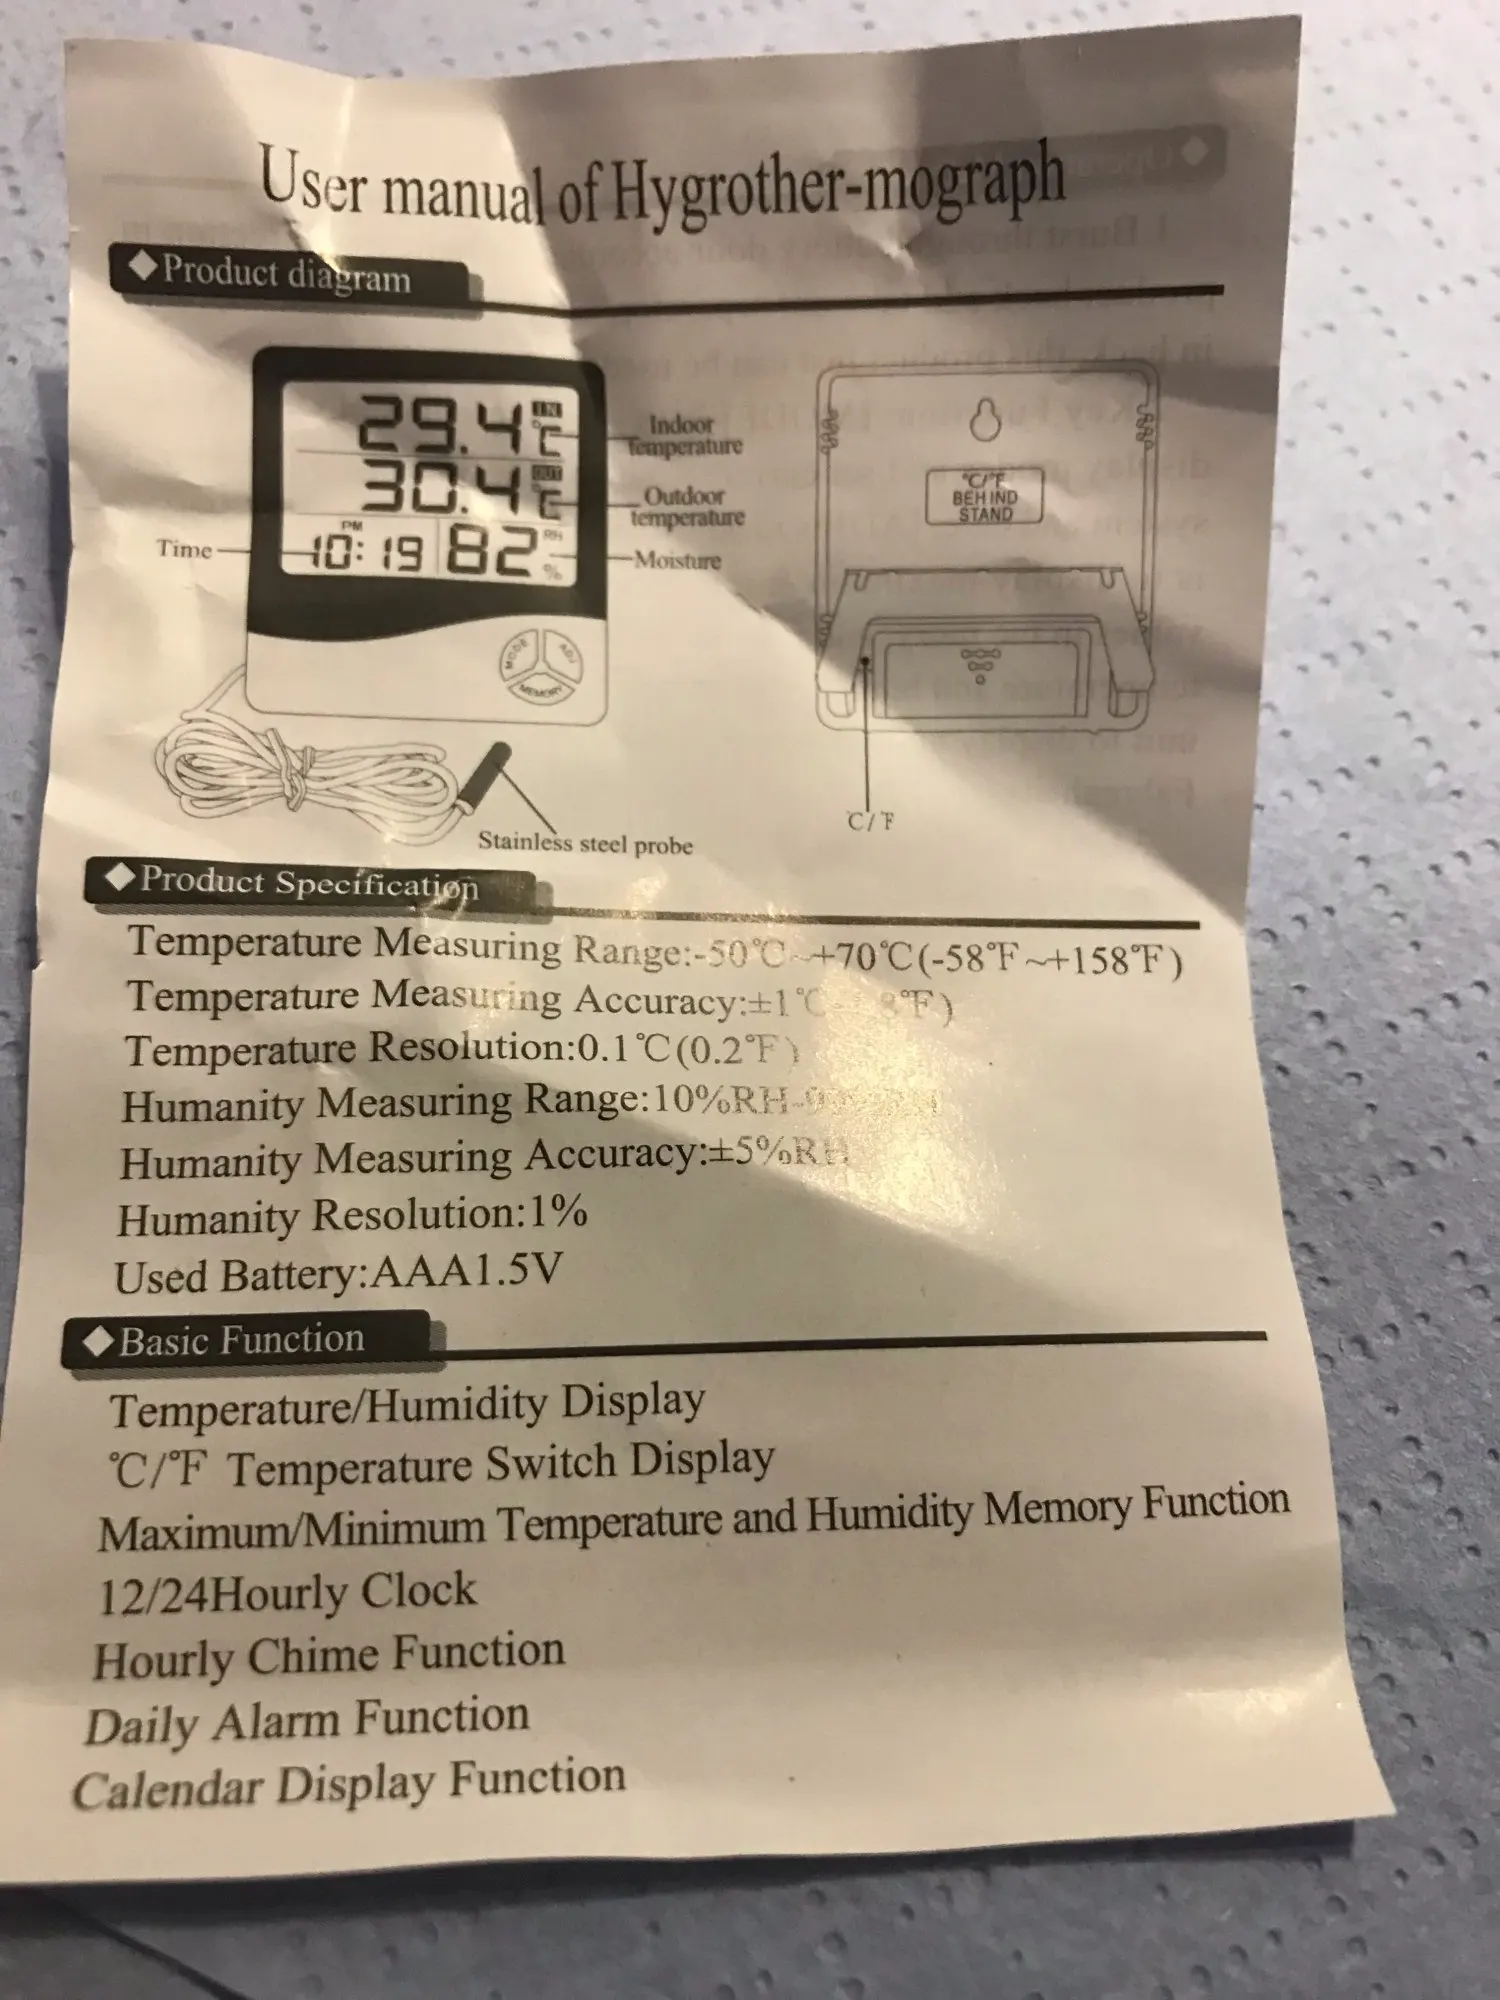 User manual of Hygrother-mograph
◆Product diagram
29.4 IN ℃
Indoor
temperature
30.4 OUT ℃
Outdoor
temperature
Time
PM
10:19
82 RH %
Moisture
MODE
ADJ
MEMORY
Stainless steel probe
℃/℉
BEHIND
STAND
℃/℉
◆Product Specification
Temperature Measuring Range:-50℃~+70℃(-58℉~+158℉)
Temperature Measuring Accuracy:±1℃ 8℉)
Temperature Resolution:0.1℃(0.2℉)
Humanity Measuring Range:10%RH-
Humanity Measuring Accuracy:±5%RH
Humanity Resolution:1%
Used Battery:AAA1.5V
◆Basic Function
Temperature/Humidity Display
℃/℉ Temperature Switch Display
Maximum/Minimum Temperature and Humidity Memory Function
12/24Hourly Clock
Hourly Chime Function
Daily Alarm Function
Calendar Display Function